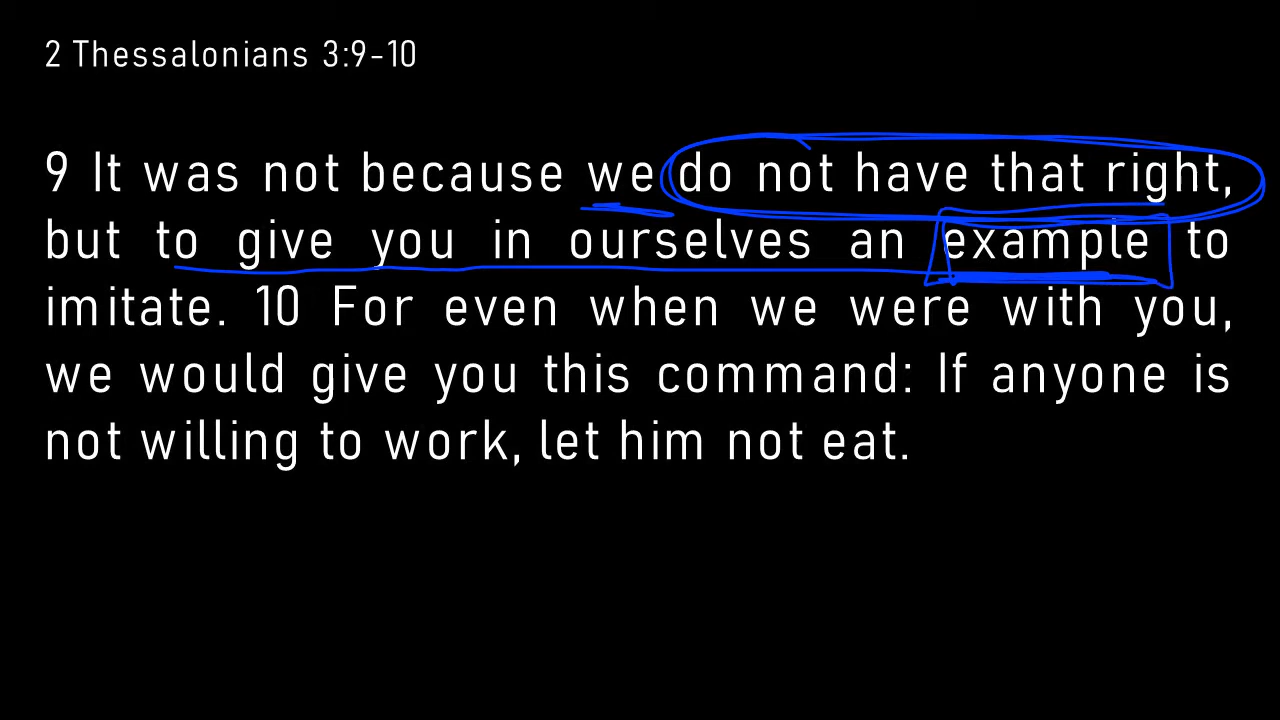 2 Thessalonians 3:9-10
9 It was not because we do not have that right,
but to give you in ourselves an example to
imitate. 10 For even when we were with you,
we would give you this command: If anyone is
not willing to work, let him not eat.